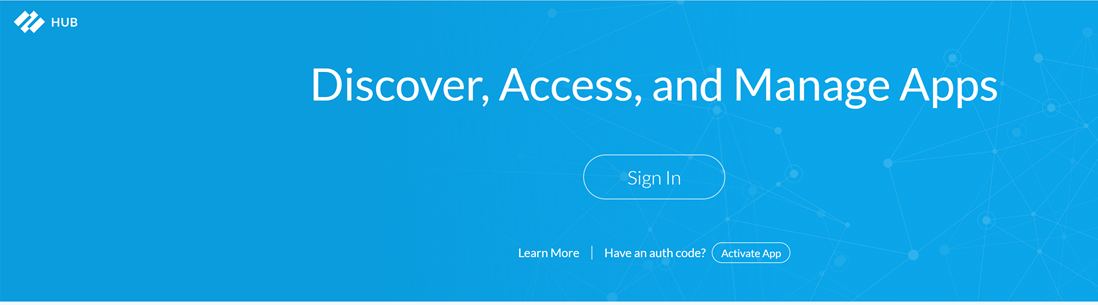 HUB
Discover, Access, and Manage Apps
Sign In
Learn More | Have an auth code? Activate App